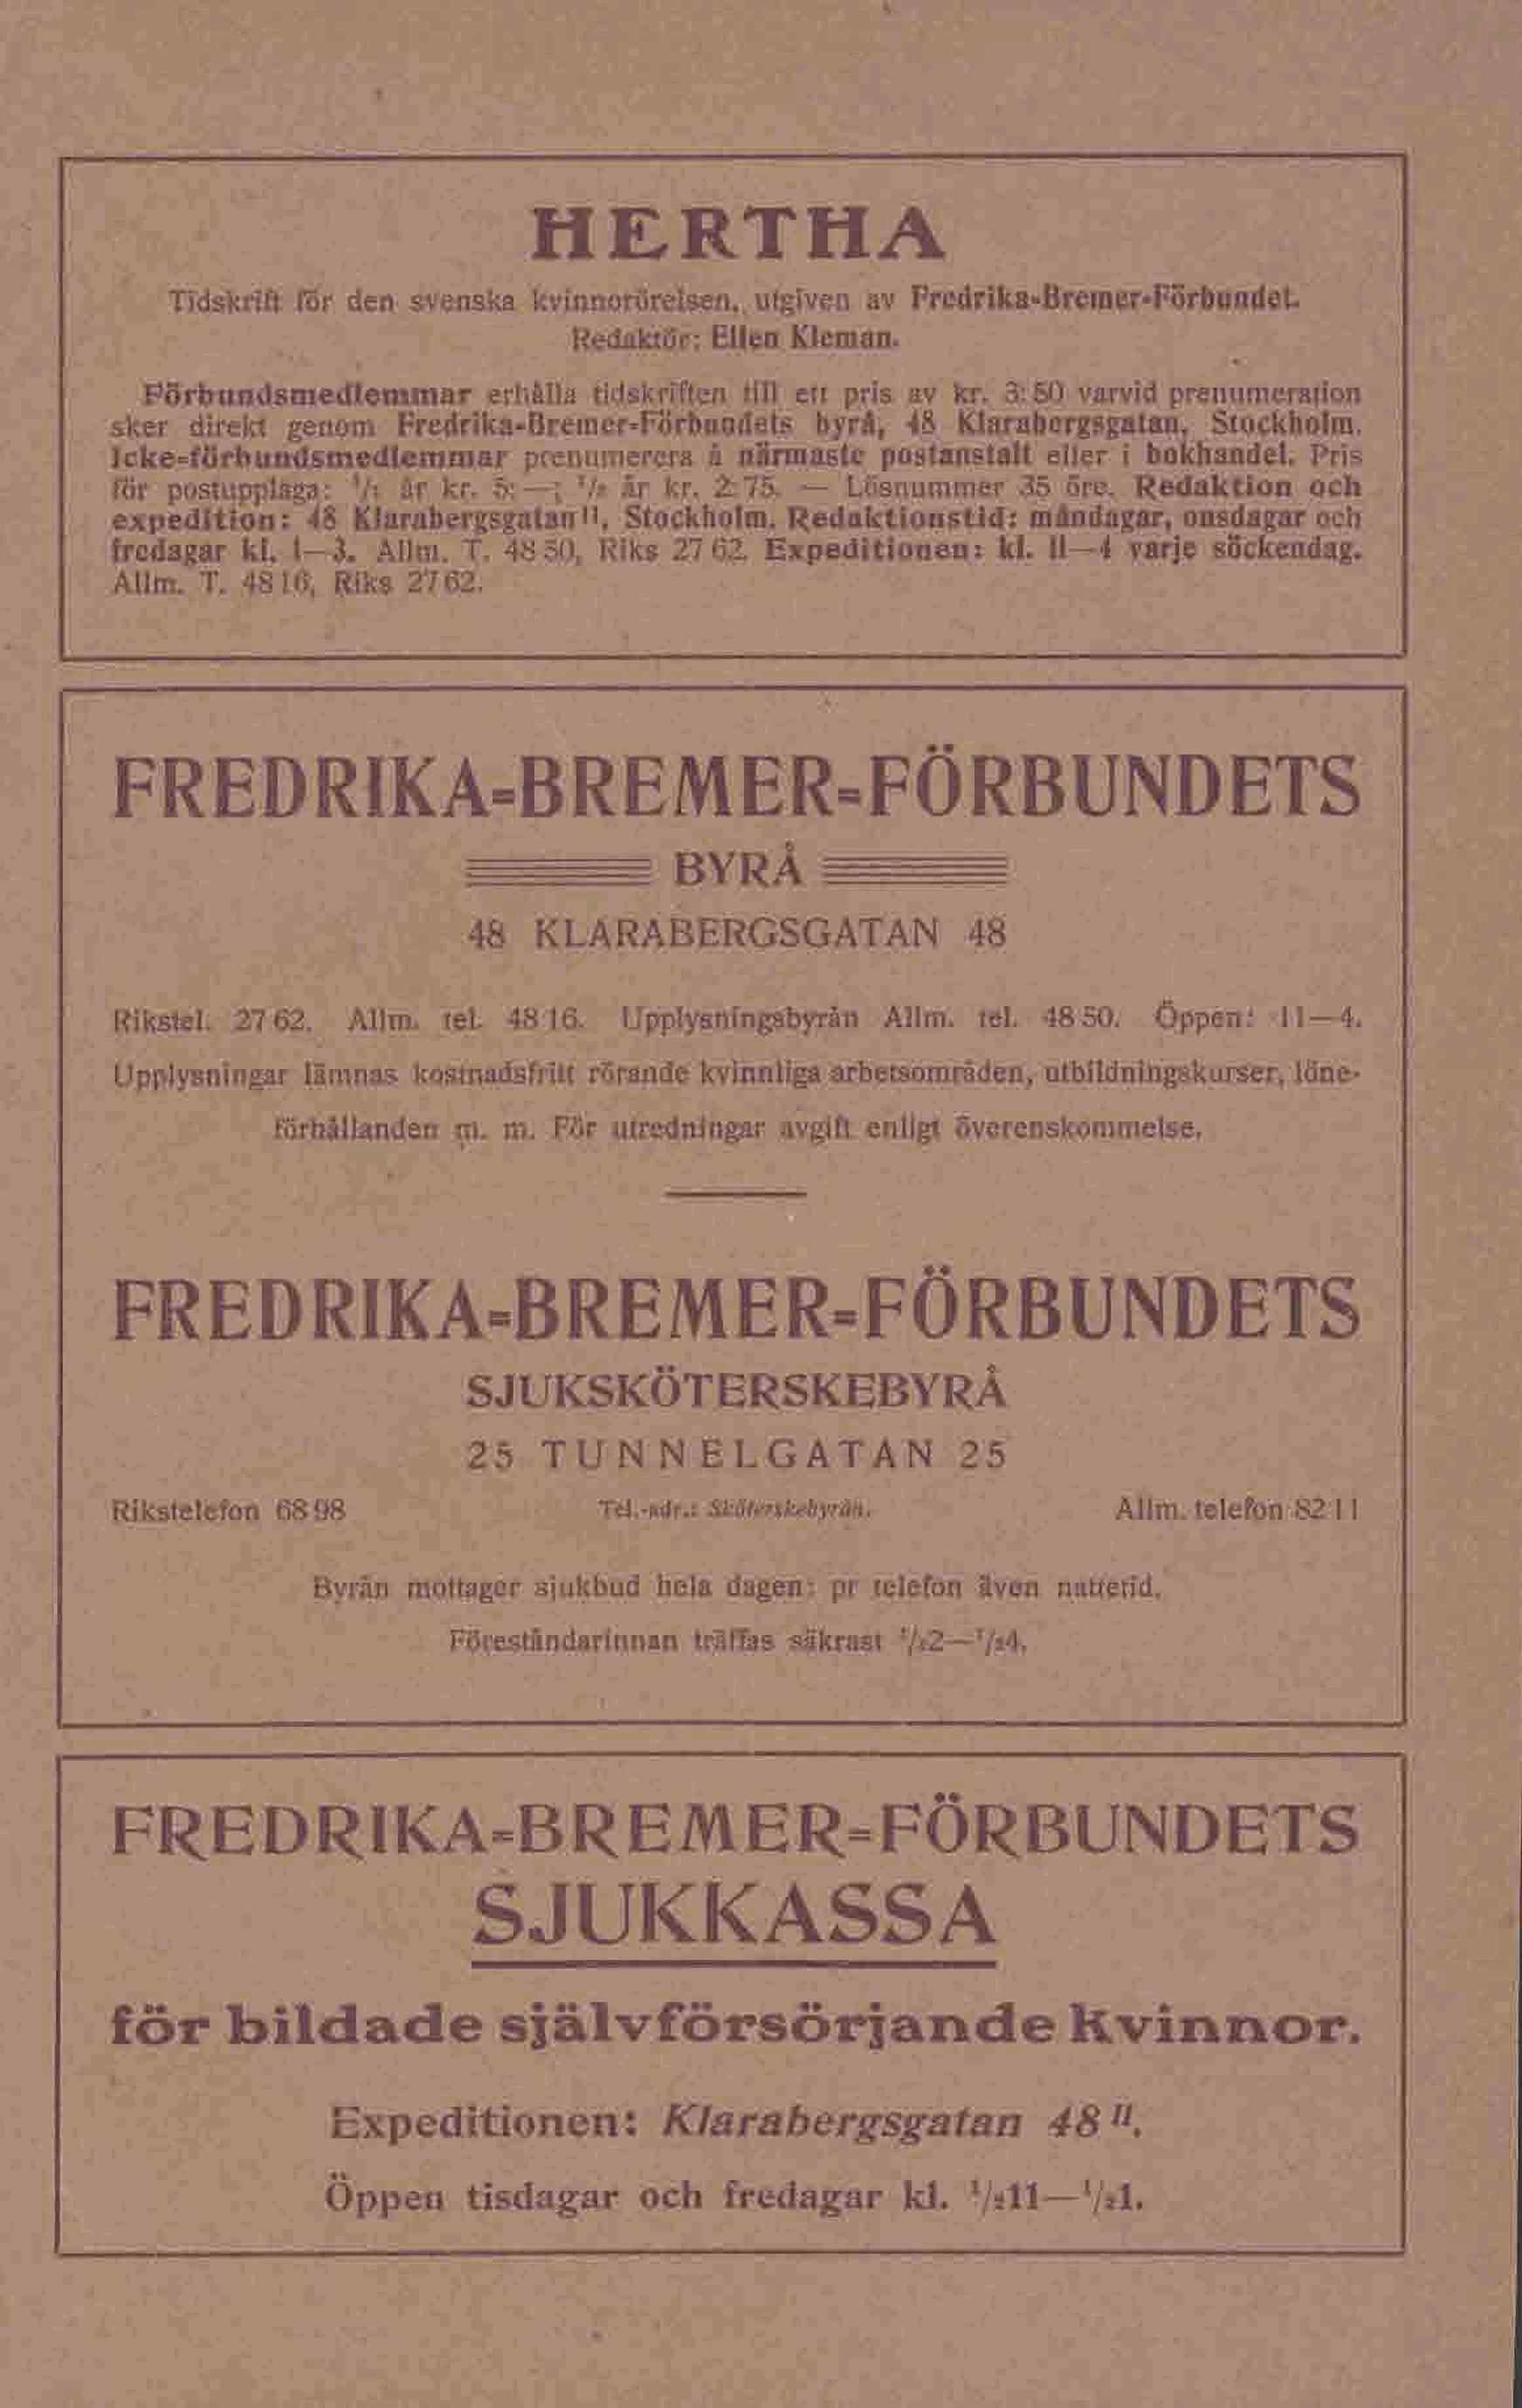 HERTHA
Tidskrift för den svenska kvinnorörelsen, utgiven av Fredrika-Bremer-Förbundet.
Redaktör: Ellen Kleman.
Förbundsmedlemmar erhålla tidskriften till ett pris av kr. 3:50 varvid prenumeration
sker direkt genom Fredrika-Bremer-Förbundets byrå, 48 Klarabergsgatan, Stockholm.
Icke-förbundsmedlemmar prenumerera å närmaste postanstalt eller i bokhandel. Pris
för postupplaga: 1/1 år kr. 5:—; 1/2 år kr. 2:75. — Lösnummer 35 öre. Redaktion och
expedition: 48 Klarabergsgatan II, Stockholm. Redaktionstid: måndagar, onsdagar och
fredagar kl. 1—3. Allm. T. 48 50, Riks 27 62. Expeditionen: kl. 11—4 varje söckendag.
Allm. T. 48 16, Riks 27 62.
FREDRIKA-BREMER-FÖRBUNDETS
BYRÅ
48 KLARABERGSGATAN 48
Rikstel. 27 62. Allm. tel. 48 16. Upplysningsbyrån Allm. tel. 48 50. Öppen: 11—4.
Upplysningar lämnas kostnadsfritt rörande kvinnliga arbetsområden, utbildningskurser, löne-
förhållanden m. m. För utredningar avgift enligt överenskommelse.
FREDRIKA-BREMER-FÖRBUNDETS
SJUKSKÖTERSKEBYRÅ
25 TUNNELGATAN 25
Rikstelefon 68 98 Tel.-adr.: Sköterskebyrån. Allm. telefon 82 11
Byrån mottager sjukbud hela dagen: pr telefon även nattetid.
Föreståndarinnan träffas säkrast 1/2 2—1/2 4.
FREDRIKA-BREMER-FÖRBUNDETS
SJUKKASSA
för bildade självförsörjande kvinnor.
Expeditionen: Klarabergsgatan 48 II.
Öppen tisdagar och fredagar kl. 1/2 11—1/2 1.